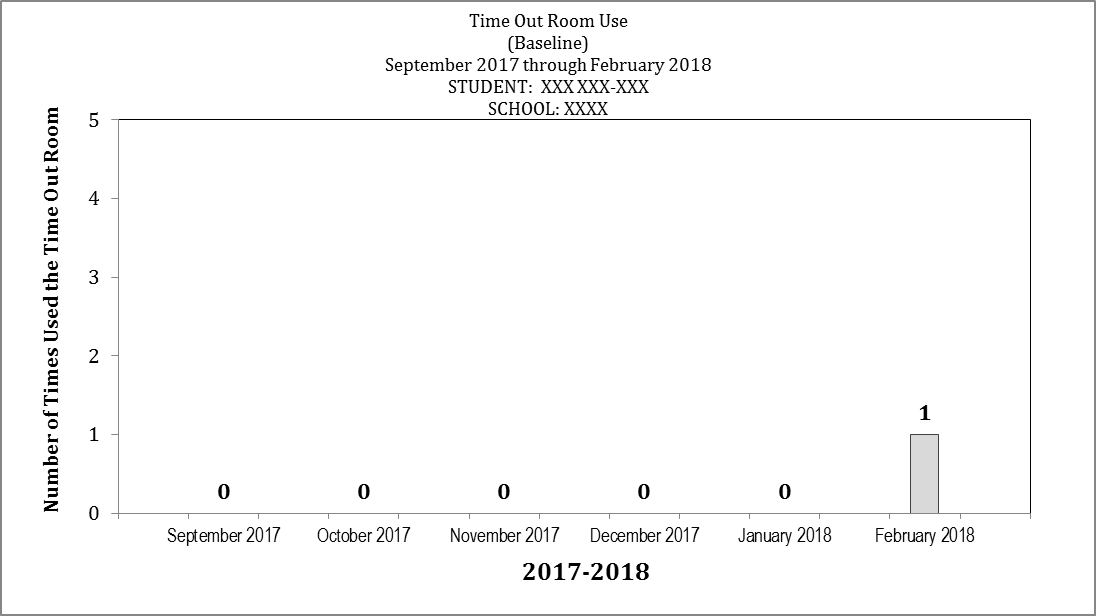 Time Out Room Use
(Baseline)
September 2017 through February 2018
STUDENT:  XXX XXX-XXX
SCHOOL: XXXX
Number of Times Used the Time Out Room
5
4
3
2
1
0
0
0
0
0
0
1
September 2017
October 2017
November 2017
December 2017
January 2018
February 2018
2017-2018